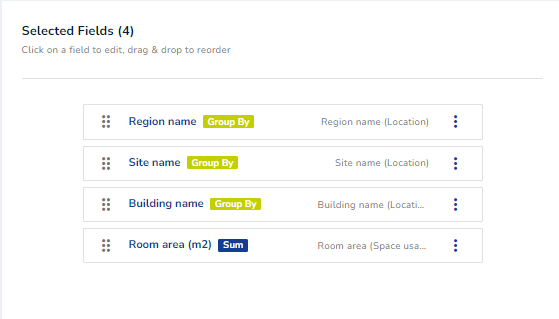 Selected Fields (4)
Click on a field to edit, drag & drop to reorder
Region name Group By Region name (Location)
Site name Group By Site name (Location)
Building name Group By Building name (Locati...
Room area (m2) Sum Room area (Space usa...